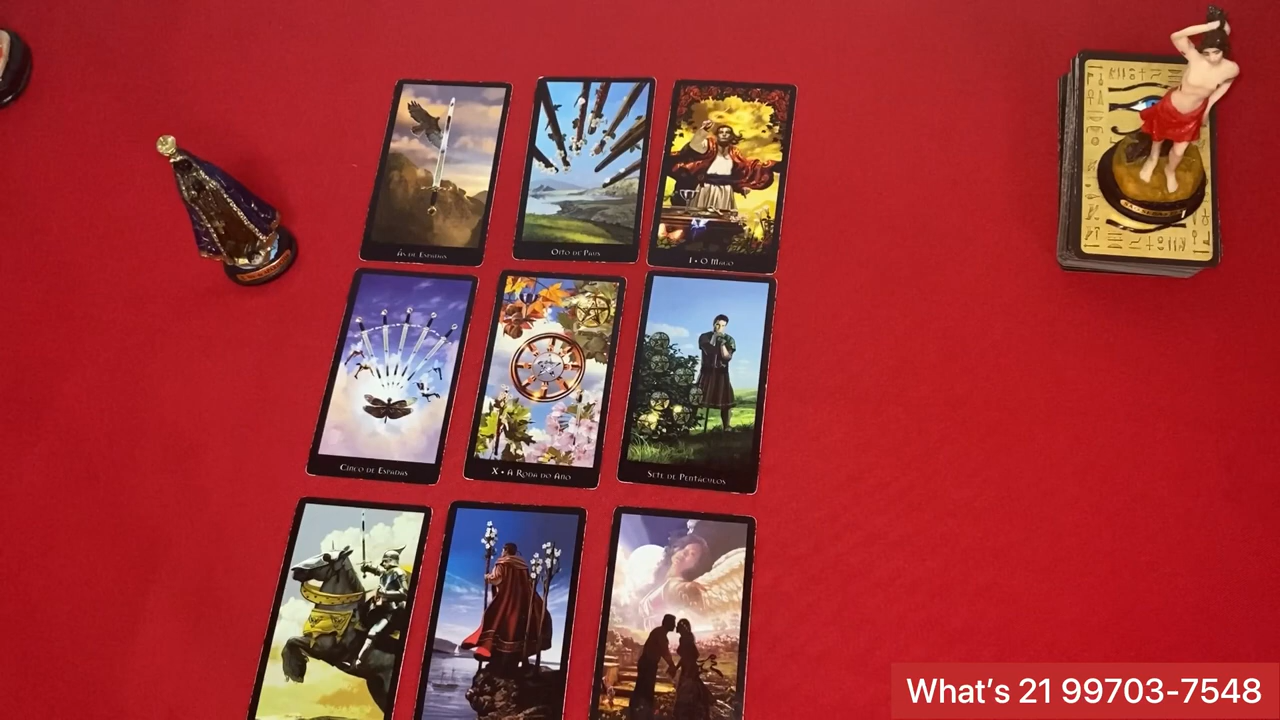 Ás de Espadas
Oito de Paus
I • O Mago
Cinco de Espadas
X • A Roda do Ano
Sete de Pentáculos
What's 21 99703-7548